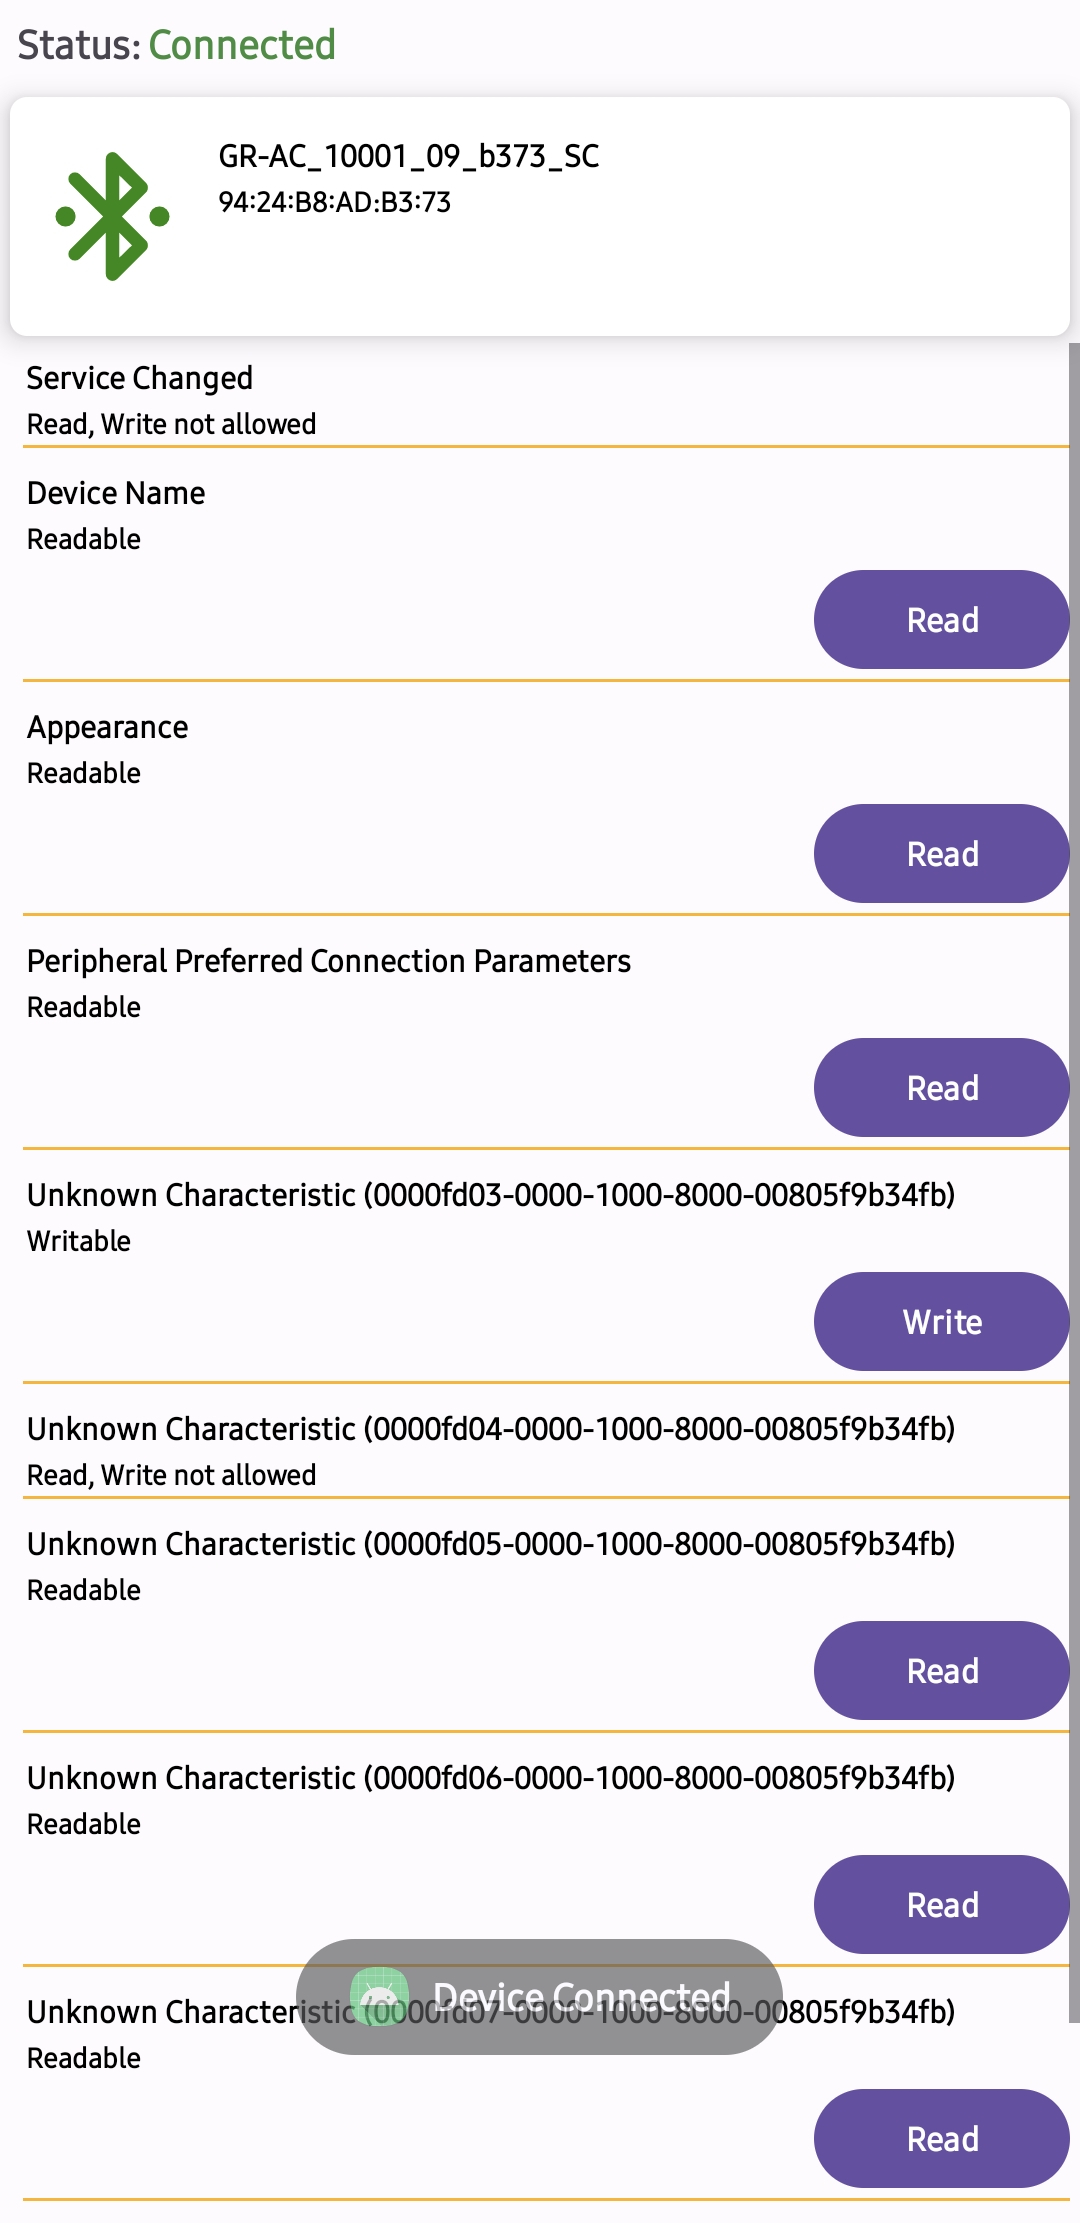 Status: Connected
GR-AC_10001_09_b373_SC
94:24:B8:AD:B3:73
Service Changed
Read, Write not allowed
Device Name
Readable
Read
Appearance
Readable
Read
Peripheral Preferred Connection Parameters
Readable
Read
Unknown Characteristic (0000fd03-0000-1000-8000-00805f9b34fb)
Writable
Write
Unknown Characteristic (0000fd04-0000-1000-8000-00805f9b34fb)
Read, Write not allowed
Unknown Characteristic (0000fd05-0000-1000-8000-00805f9b34fb)
Readable
Read
Unknown Characteristic (0000fd06-0000-1000-8000-00805f9b34fb)
Readable
Read
Device Connected
Unknown Characteristic (0000fd07-0000-1000-8000-00805f9b34fb)
Readable
Read